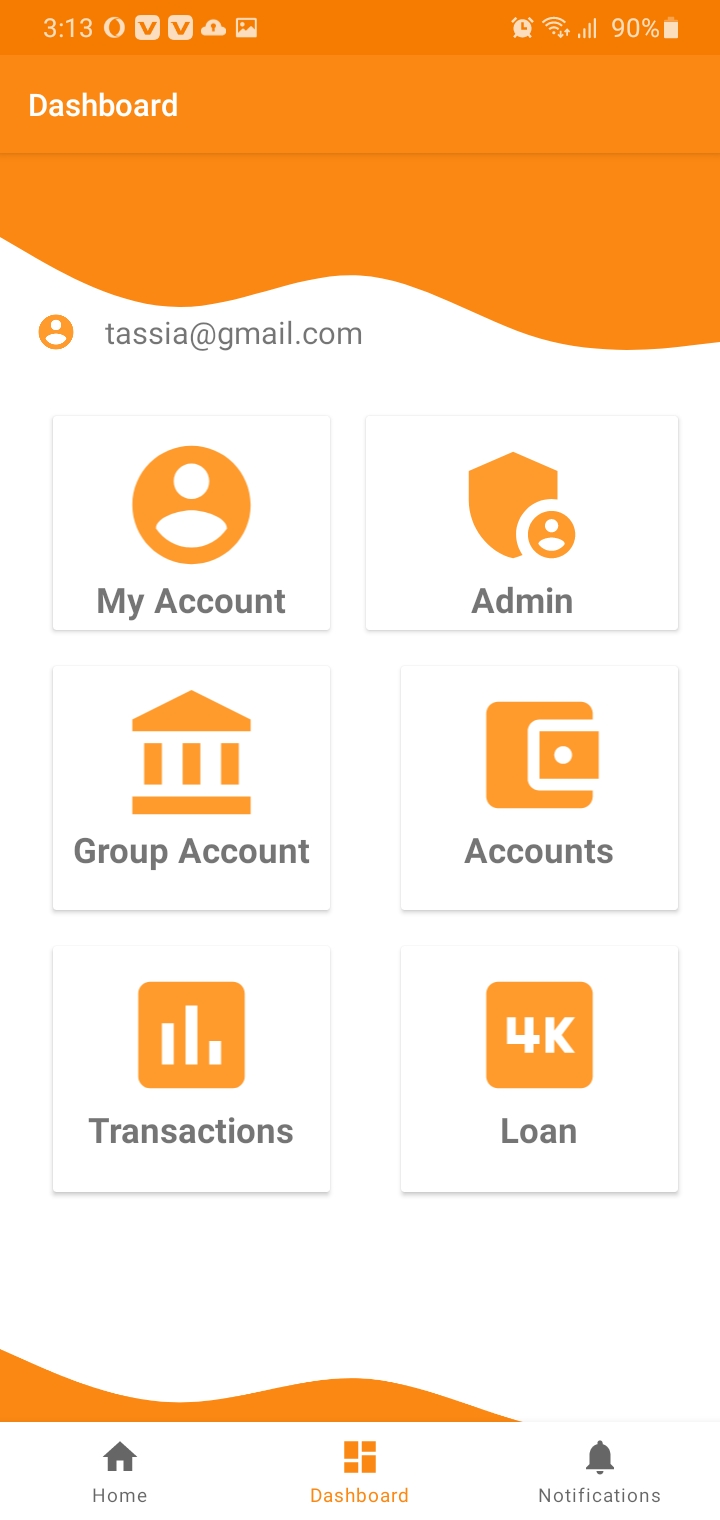 3:13
90%
Dashboard
tassia@gmail.com
My Account
Admin
Group Account
Accounts
4K
Transactions
Loan
Home
Dashboard
Notifications